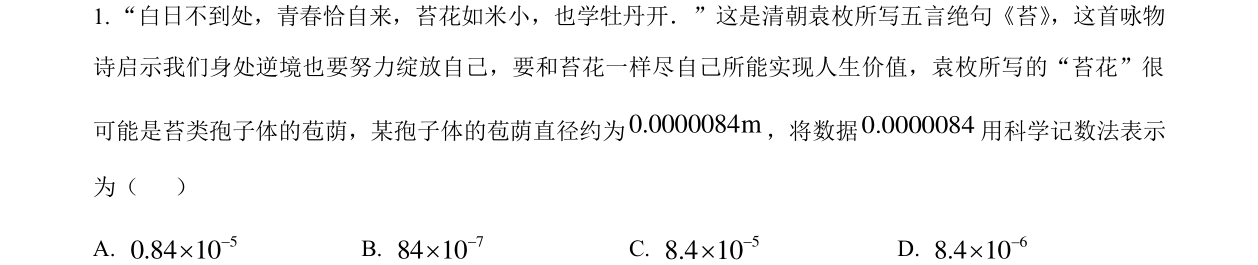 1. “白日不到处，青春恰自来，苔花如米小，也学牡丹开．”这是清朝袁枚所写五言绝句《苔》，这首咏物
诗启示我们身处逆境也要努力绽放自己，要和苔花一样尽自己所能实现人生价值，袁枚所写的“苔花”很
可能是苔类孢子体的苞荫，某孢子体的苞荫直径约为0.0000084m，将数据0.0000084用科学记数法表示
为（　　）
A. 0.84×10⁻⁵ B. 84×10⁻⁷ C. 8.4×10⁻⁵ D. 8.4×10⁻⁶